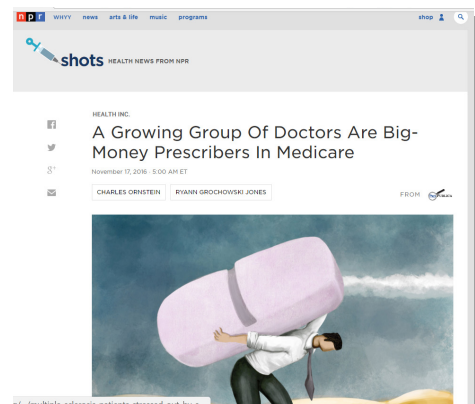 npr WHYY news arts & life music programs shop
shots HEALTH NEWS FROM NPR
HEALTH INC.
A Growing Group Of Doctors Are Big-
Money Prescribers In Medicare
November 17, 2016 · 5:00 AM ET
CHARLES ORNSTEIN RYANN GROCHOWSKI JONES FROM